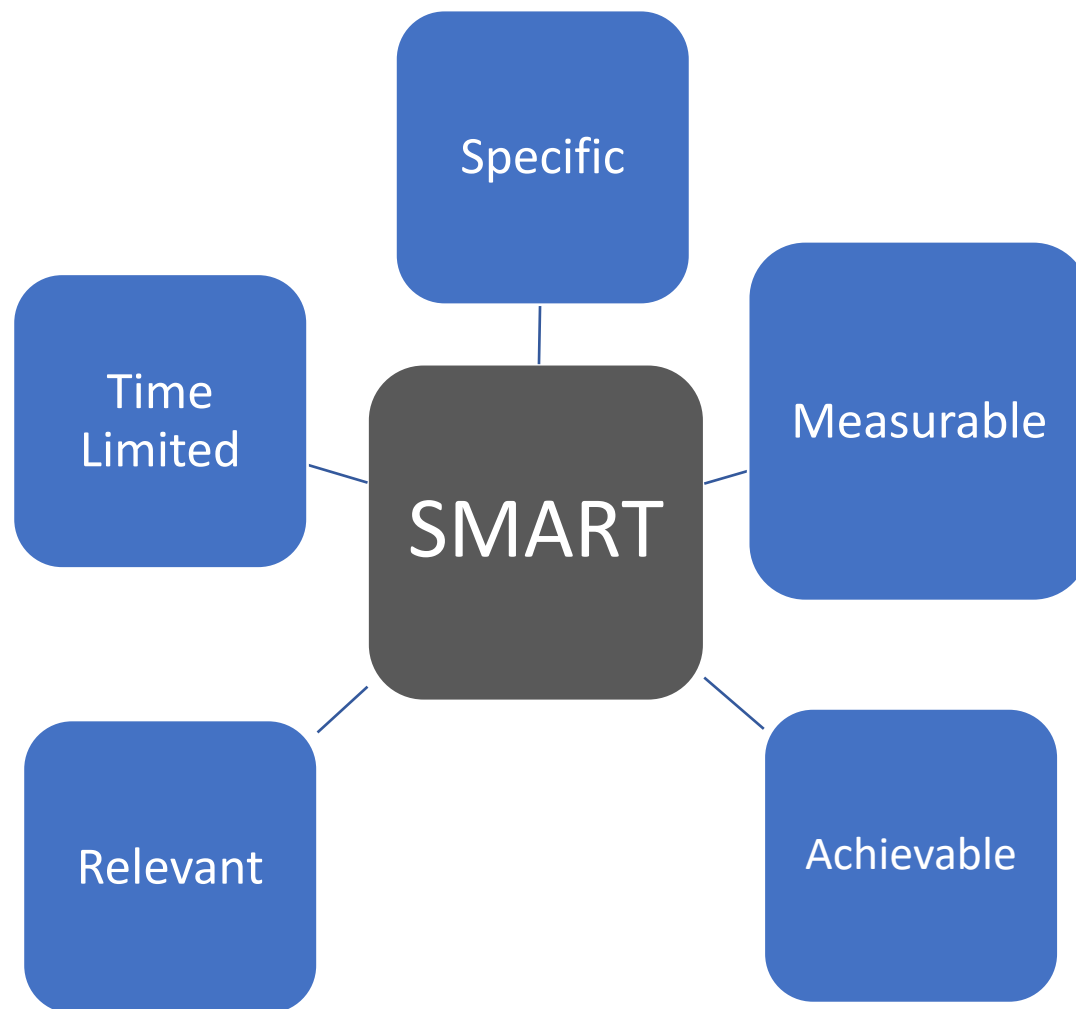 Specific
Measurable
Time
Limited
SMART
Relevant
Achievable